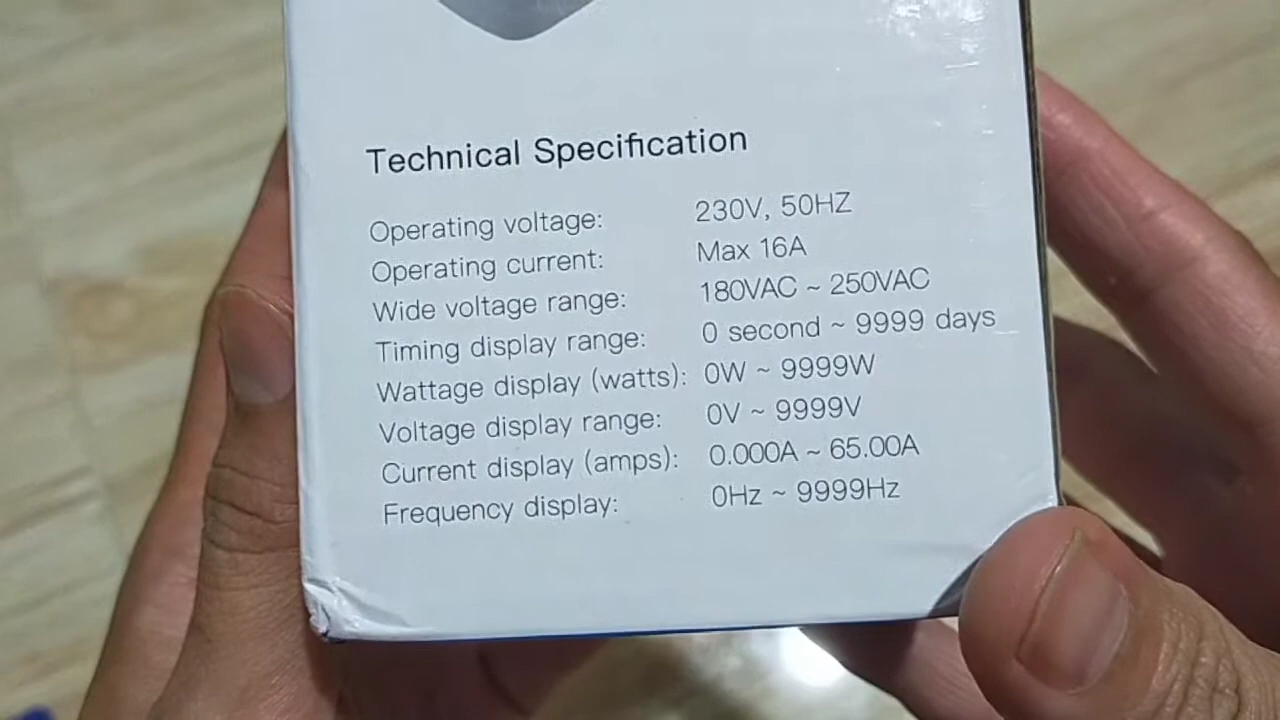 Technical Specification
Operating voltage: 230V, 50HZ
Operating current: Max 16A
Wide voltage range: 180VAC ~ 250VAC
Timing display range: 0 second ~ 9999 days
Wattage display (watts): 0W ~ 9999W
Voltage display range: 0V ~ 9999V
Current display (amps): 0.000A ~ 65.00A
Frequency display: 0Hz ~ 9999Hz